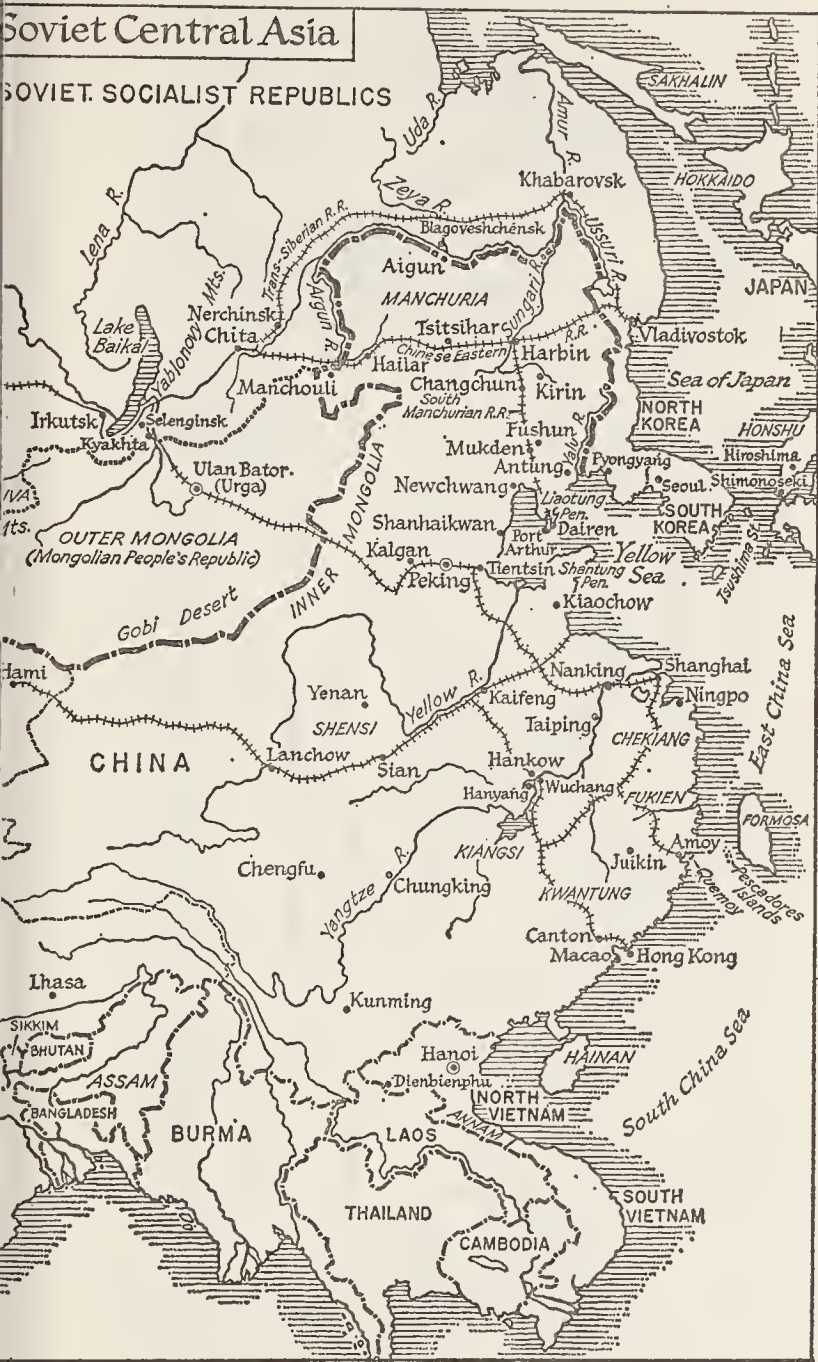 Soviet Central Asia
SOVIET SOCIALIST REPUBLICS
SAKHALIN
Uda R.
Amur R.
Lena R.
Zeya R.
Khabarovsk
HOKKAIDO
Trans-Siberian R.R.
Blagoveshchensk
Ussuri R.
Aigun
JAPAN
Jablonovy Mts.
Argun R.
MANCHURIA
Sungari R.
Nerchinsk
Chita
Lake
Baikal
Tsitsihar
R.R.
Vladivostok
Chinese Eastern
Harbin
Hailar
Manchouli
Changchun
Kirin
Sea of Japan
South
Manchurian R.R.
NORTH
KOREA
Irkutsk
Selenginsk
Kyakhta
Fushun
HONSHU
Mukden
Yalu R.
Hiroshima
Ulan Bator
(Urga)
Antung
Pyongyang
Newchwang
Seoul
Shimonoseki
IVA
Mts.
Liaotung
Pen.
SOUTH
KOREA
OUTER MONGOLIA
(Mongolian People's Republic)
Shanhaikwan
Port
Arthur
Dairen
Tsushima St.
INNER MONGOLIA
Kalgan
Peking
Tientsin
Shantung
Pen.
Yellow
Sea
Gobi Desert
Kiaochow
Hami
Nanking
Shanghai
Yenan
Yellow R.
Kaifeng
Ningpo
SHENSI
Taiping
East China Sea
CHEKIANG
CHINA
Lanchow
Sian
Hankow
Hanyang
Wuchang
FUKIEN
FORMOSA
KIANGSI
Amoy
Chengfu
Juikin
Quemoy
Pescadores
Islands
Yangtze R.
Chungking
KWANTUNG
Canton
Macao
Hong Kong
Lhasa
Kunming
SIKKIM
BHUTAN
Hanoi
HAINAN
ASSAM
Dienbienphu
South China Sea
BANGLADESH
NORTH
VIETNAM
BURMA
LAOS
ANNAM
THAILAND
SOUTH
VIETNAM
CAMBODIA